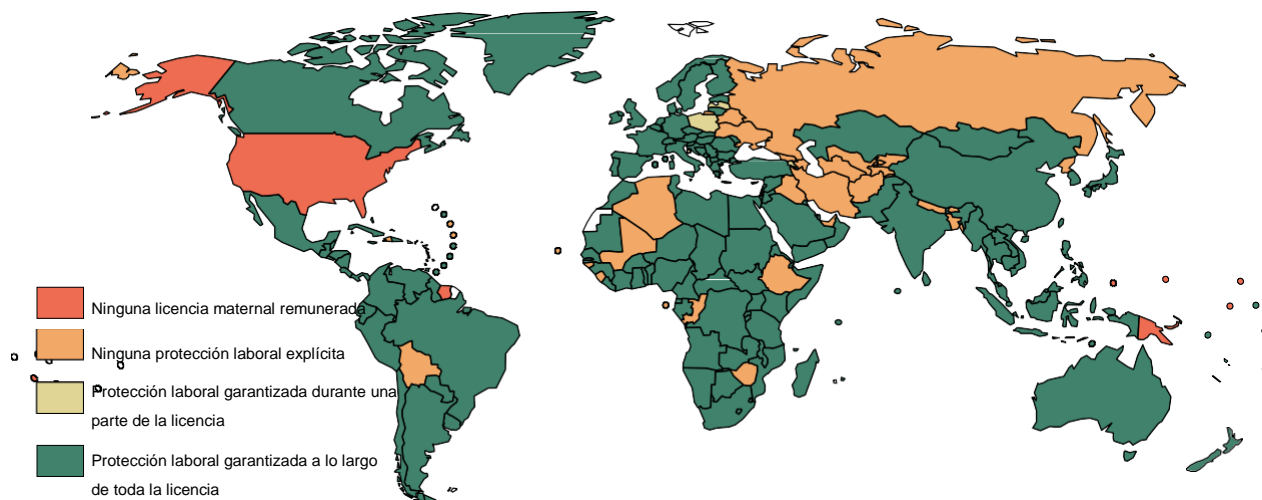 Ninguna licencia maternal remunerada
Ninguna protección laboral explícita
Protección laboral garantizada durante una
parte de la licencia
Protección laboral garantizada a lo largo
de toda la licencia